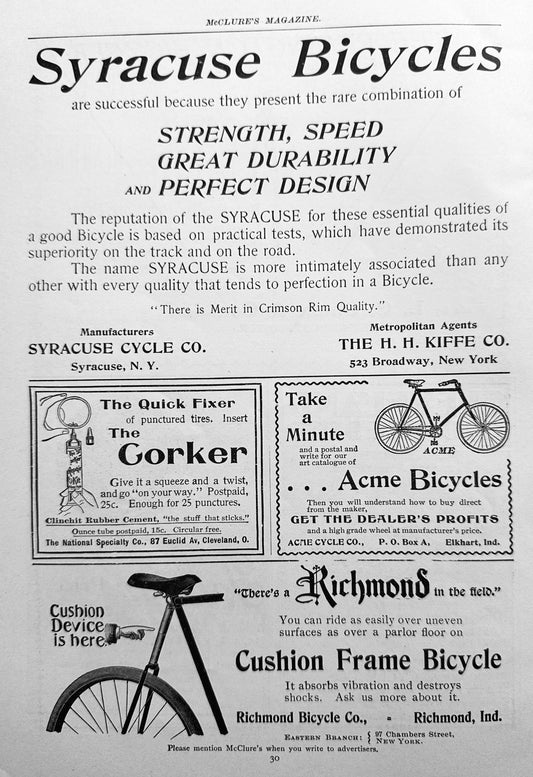 McCLURE'S MAGAZINE.
Syracuse Bicycles
are successful because they present the rare combination of
STRENGTH, SPEED
GREAT DURABILITY
AND PERFECT DESIGN
The reputation of the SYRACUSE for these essential qualities of
a good Bicycle is based on practical tests, which have demonstrated its
superiority on the track and on the road.
The name SYRACUSE is more intimately associated than any
other with every quality that tends to perfection in a Bicycle.
"There is Merit in Crimson Rim Quality."
Manufacturers
SYRACUSE CYCLE CO.
Syracuse, N. Y.
Metropolitan Agents
THE H. H. KIFFE CO.
523 Broadway, New York
The Quick Fixer
of punctured tires. Insert
The
Gorker
Give it a squeeze and a twist,
and go "on your way." Postpaid,
25c. Enough for 25 punctures.
Clinchit Rubber Cement, "the stuff that sticks."
Ounce tube postpaid, 15c. Circular free.
The National Specialty Co., 87 Euclid Av, Cleveland, O.
Take
a
Minute
and a postal and
write for our
art catalogue of
ACME
. . . Acme Bicycles
Then you will understand how to buy direct
from the maker,
GET THE DEALER'S PROFITS
and a high grade wheel at manufacturer's price.
ACME CYCLE CO., P. O. Box A, Elkhart, Ind.
Cushion
Device
is here
"There's a Richmond in the field."
You can ride as easily over uneven
surfaces as over a parlor floor on
Cushion Frame Bicycle
It absorbs vibration and destroys
shocks. Ask us more about it.
Richmond Bicycle Co., - Richmond, Ind.
EASTERN BRANCH: { 97 Chambers Street,
NEW YORK.
Please mention McClure's when you write to advertisers.
30